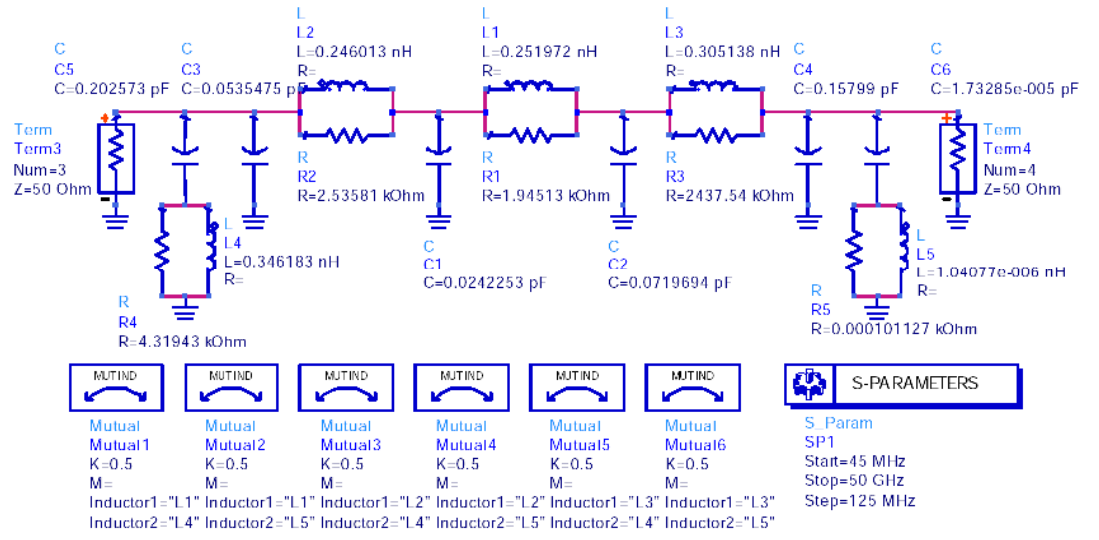 L
L2
L=0.246013 nH
R=
L
L1
L=0.251972 nH
R=
L
L3
L=0.305138 nH
R=
C
C5
C=0.202573 pF
C
C3
C=0.0535475 pF
C
C4
C=0.15799 pF
C
C6
C=1.73285e-005 pF
Term
Term3
Num=3
Z=50 Ohm
R
R2
R=2.53581 kOhm
R
R1
R=1.94513 kOhm
R
R3
R=2437.54 kOhm
Term
Term4
Num=4
Z=50 Ohm
L
L4
L=0.346183 nH
R=
C
C1
C=0.0242253 pF
C
C2
C=0.0719694 pF
L
L5
L=1.04077e-006 nH
R=
R
R4
R=4.31943 kOhm
R
R5
R=0.000101127 kOhm
MUTIND
Mutual
Mutual1
K=0.5
M=
Inductor1="L1"
Inductor2="L4"
MUTIND
Mutual
Mutual2
K=0.5
M=
Inductor1="L1"
Inductor2="L5"
MUTIND
Mutual
Mutual3
K=0.5
M=
Inductor1="L2"
Inductor2="L4"
MUTIND
Mutual
Mutual4
K=0.5
M=
Inductor1="L2"
Inductor2="L5"
MUTIND
Mutual
Mutual5
K=0.5
M=
Inductor1="L3"
Inductor2="L4"
MUTIND
Mutual
Mutual6
K=0.5
M=
Inductor1="L3"
Inductor2="L5"
S-PARAMETERS
S_Param
SP1
Start=45 MHz
Stop=50 GHz
Step=125 MHz